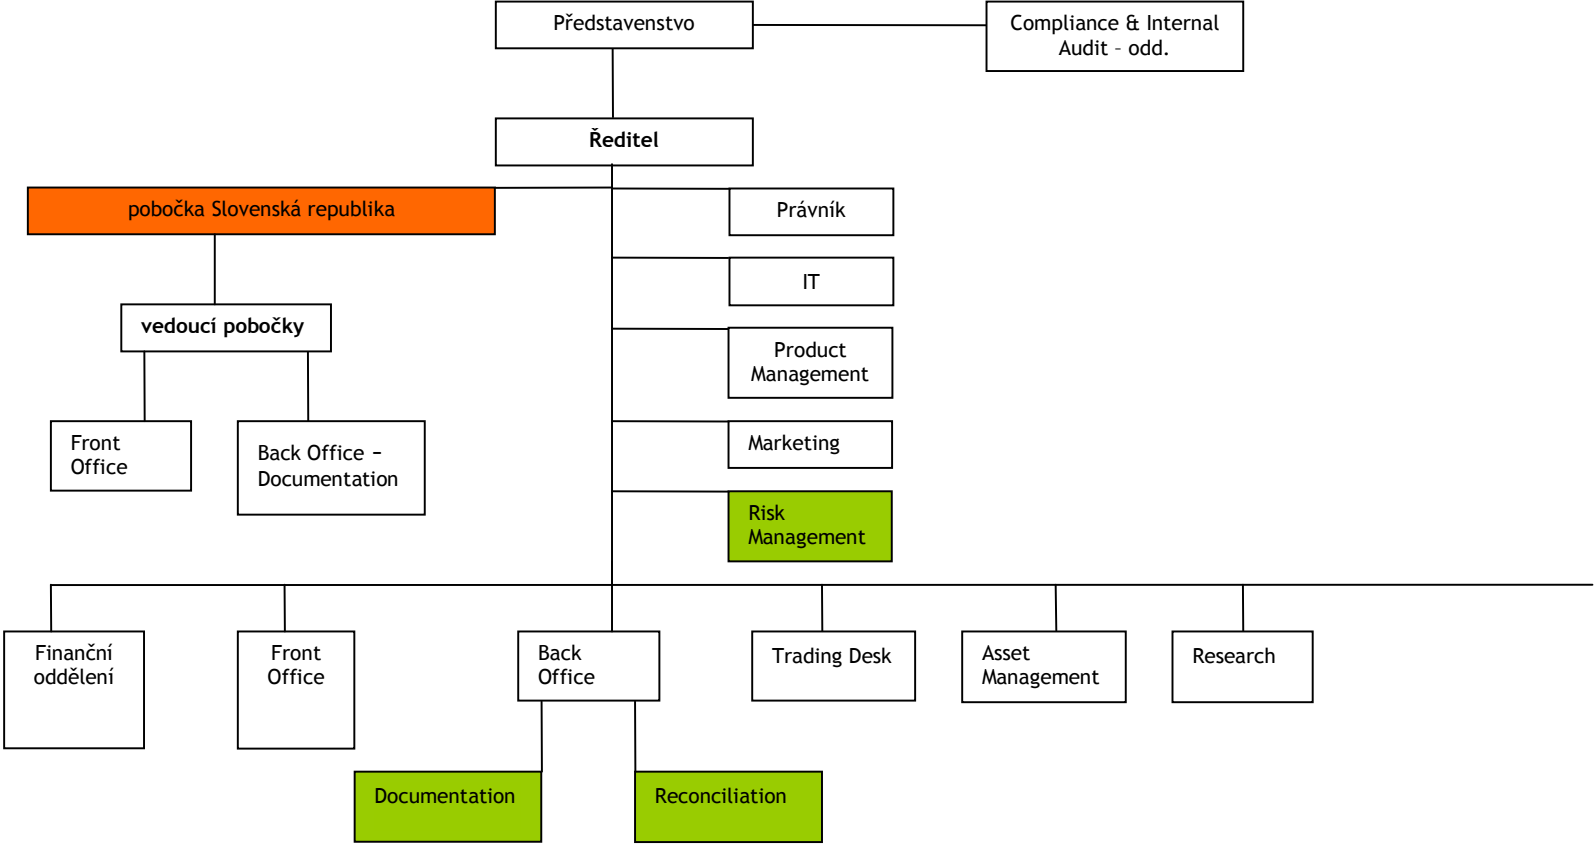 Představenstvo
Compliance & Internal
Audit – odd.
Ředitel
pobočka Slovenská republika
Právník
IT
vedoucí pobočky
Product
Management
Front
Office
Back Office –
Documentation
Marketing
Risk
Management
Finanční
oddělení
Front
Office
Back
Office
Trading Desk
Asset
Management
Research
Documentation
Reconciliation